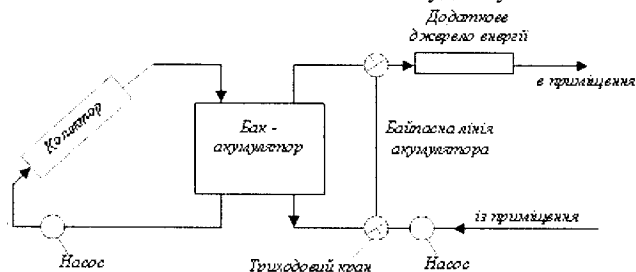 Додаткове
джерело енергії
в приміщення
Колектор
Бак -
акумулятор
Байпасна лінія
акумулятора
із приміщення
Насос
Триходовий кран
Насос